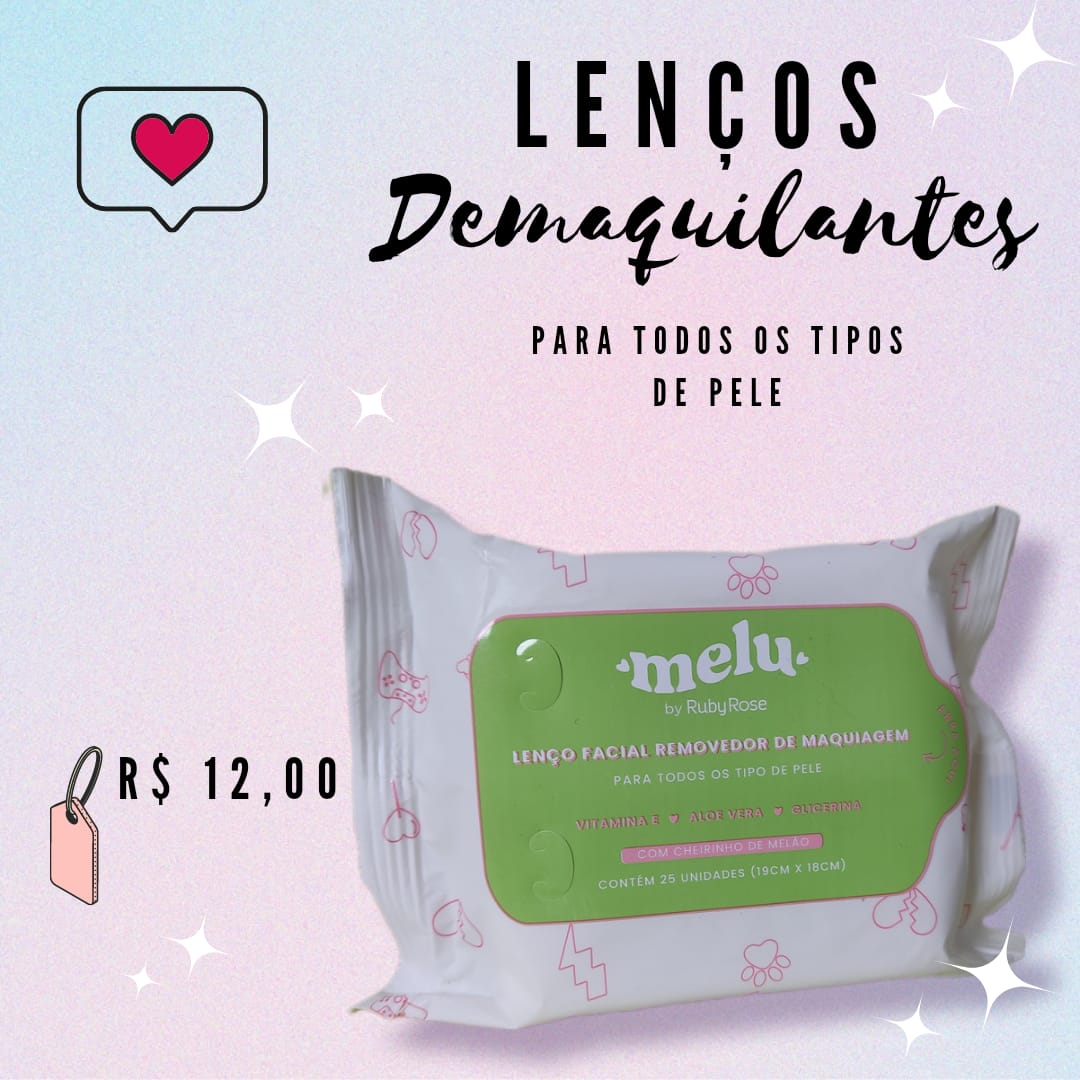 LENÇOS
Demaquilantes
PARA TODOS OS TIPOS
DE PELE
melu
by RubyRose
LENÇO FACIAL REMOVEDOR DE MAQUIAGEM
PARA TODOS OS TIPO DE PELE
VITAMINA E ALOE VERA GLICERINA
COM CHEIRINHO DE MELÃO
CONTÉM 25 UNIDADES (19CM X 18CM)
R$ 12,00